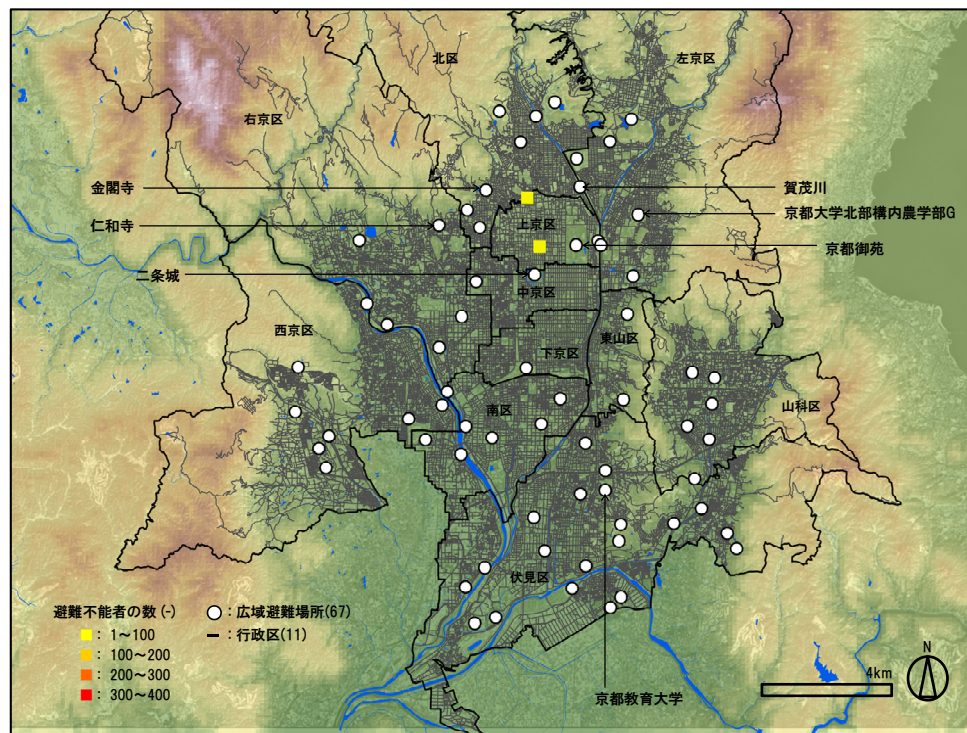 北区
左京区
右京区
金閣寺
賀茂川
京都大学北部構内農学部G
仁和寺
上京区
京都御苑
二条城
中京区
西京区
下京区
東山区
南区
山科区
伏見区
避難不能者の数(-)
: 1~100
: 100~200
: 200~300
: 300~400
: 広域避難場所(67)
: 行政区(11)
京都教育大学
4km
N